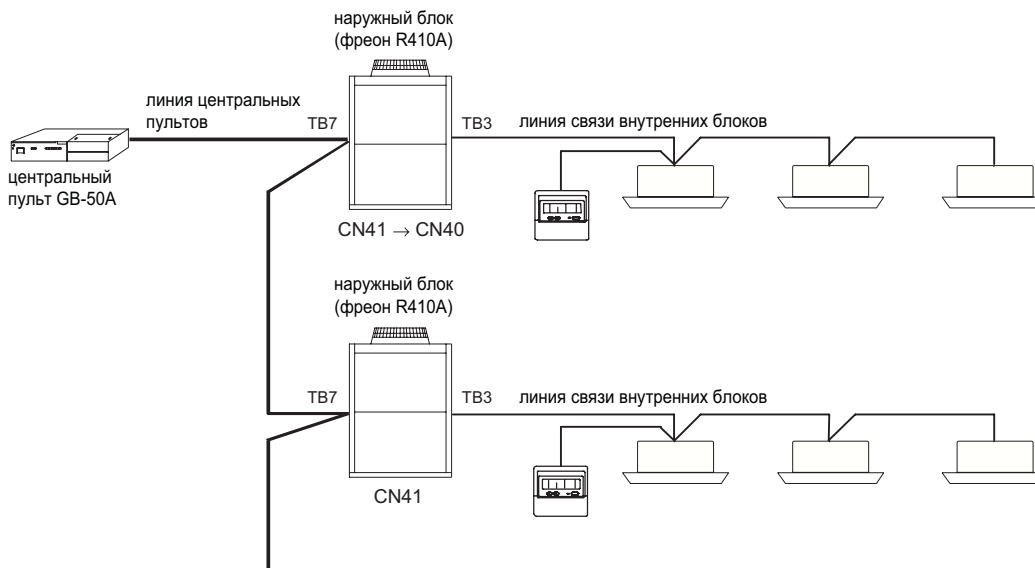 наружный блок
(фреон R410A)
линия центральных
пультов
TB7
TB3
линия связи внутренних блоков
центральный
пульт GB-50A
CN41 → CN40
наружный блок
(фреон R410A)
TB7
TB3
линия связи внутренних блоков
CN41